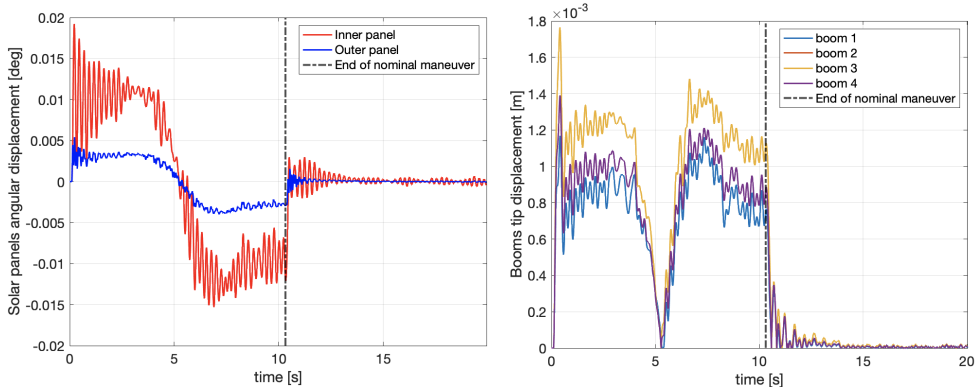 0.02
0.015
0.01
0.005
0
-0.005
-0.01
-0.015
-0.02
0
5
10
15
time [s]
Solar panels angular displacement [deg]
Inner panel
Outer panel
End of nominal maneuver
1.8
×10⁻³
1.6
1.4
1.2
1.0
0.8
0.6
0.4
0.2
0
0
5
10
15
20
time [s]
Booms tip displacement [m]
boom 1
boom 2
boom 3
boom 4
End of nominal maneuver